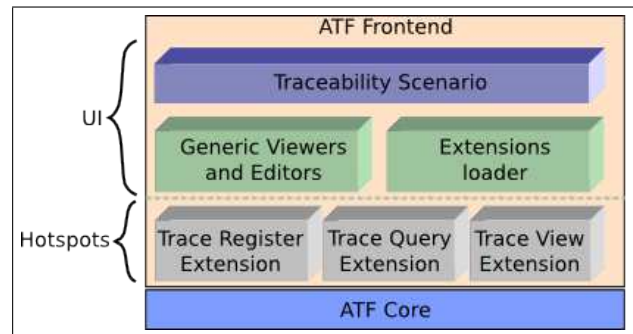 ATF Frontend
Traceability Scenario
UI
Generic Viewers
and Editors
Extensions
loader
Hotspots
Trace Register
Extension
Trace Query
Extension
Trace View
Extension
ATF Core